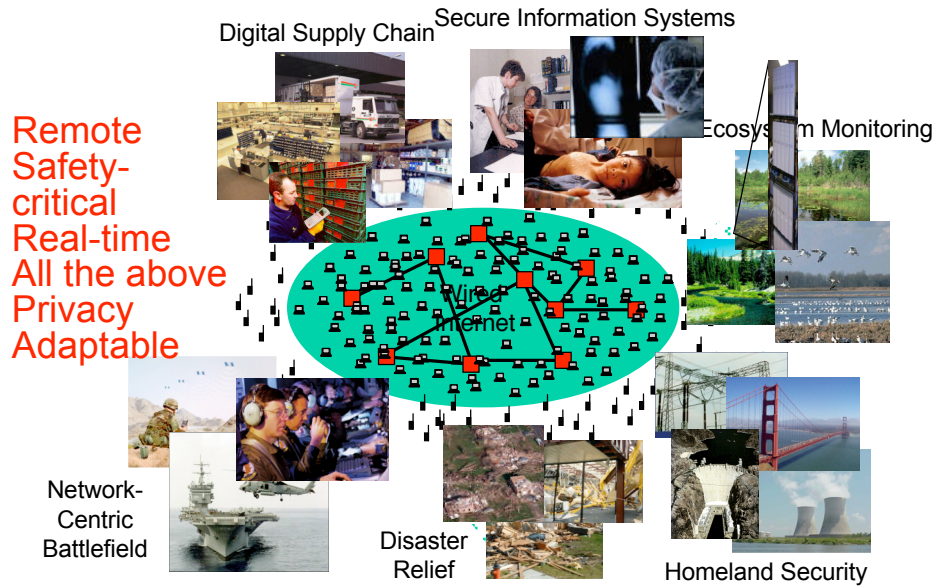 Secure Information Systems
Digital Supply Chain
Ecosystem Monitoring
Remote
Safety-
critical
Real-time
All the above
Privacy
Adaptable
Wired
Internet
Network-
Centric
Battlefield
Disaster
Relief
Homeland Security